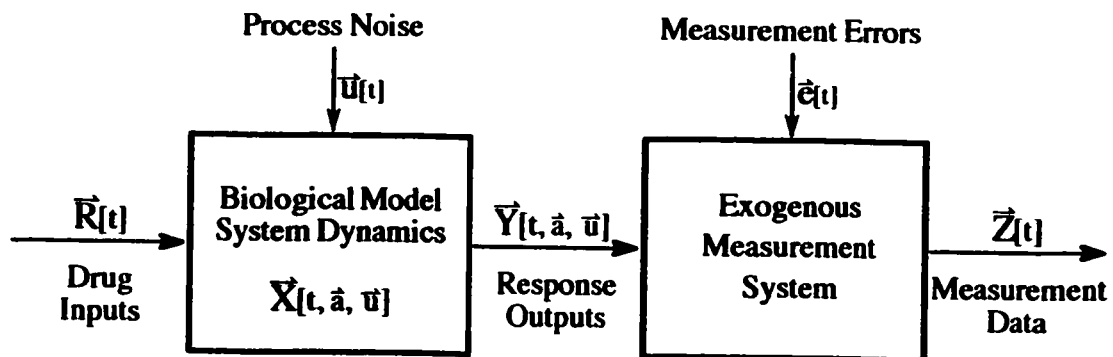 Process Noise
u⃗[t]
Measurement Errors
e⃗[t]
R⃗[t]
Drug
Inputs
Biological Model
System Dynamics
X⃗[t, a⃗, u⃗]
Y⃗[t, a⃗, u⃗]
Response
Outputs
Exogenous
Measurement
System
Z⃗[t]
Measurement
Data